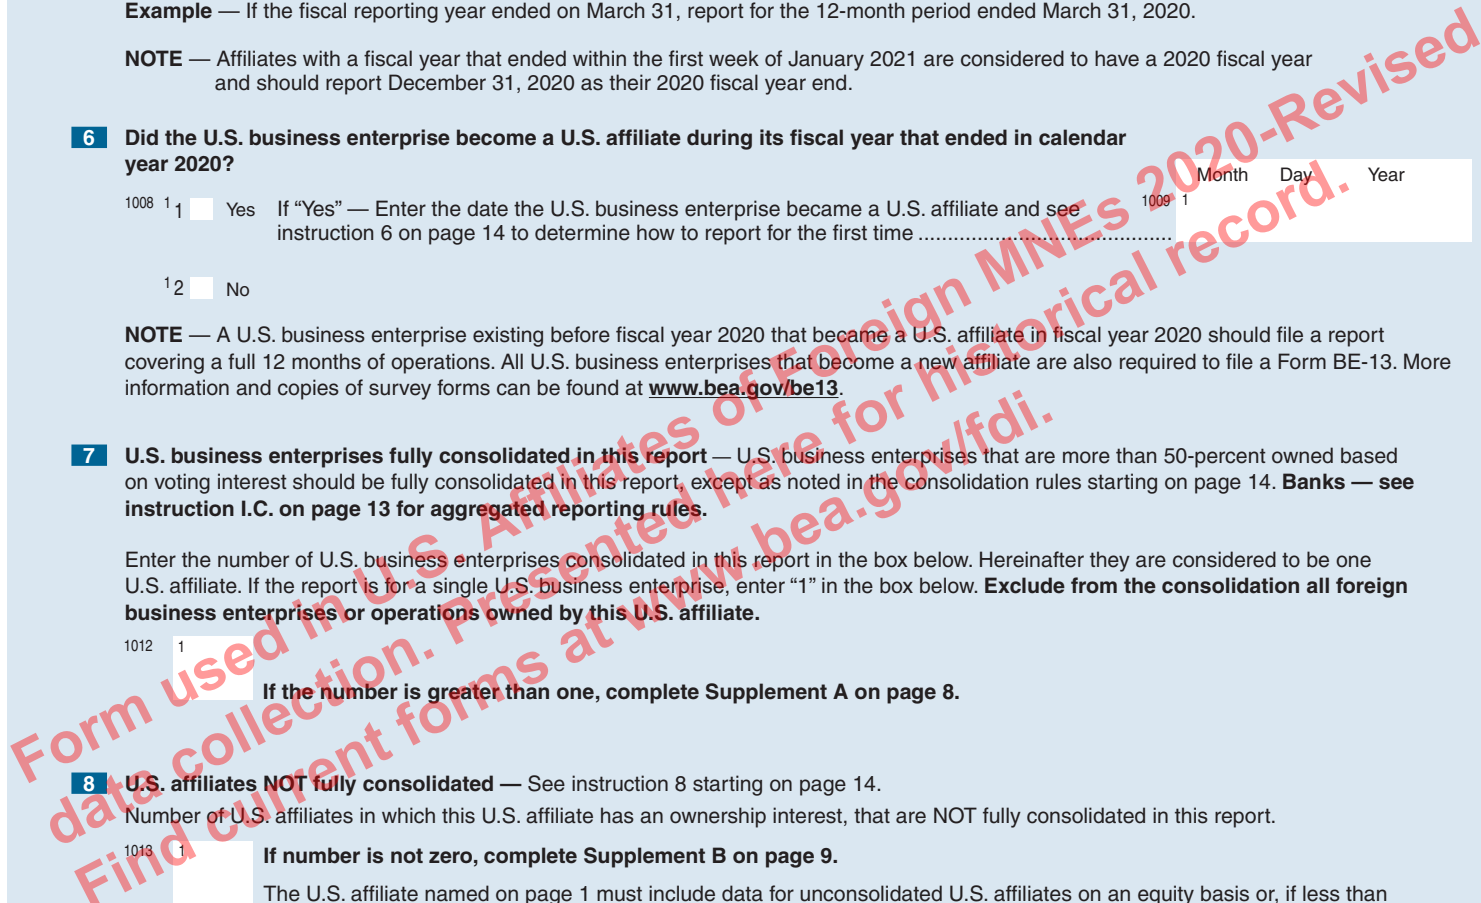 Example — If the fiscal reporting year ended on March 31, report for the 12-month period ended March 31, 2020.
NOTE — Affiliates with a fiscal year that ended within the first week of January 2021 are considered to have a 2020 fiscal year
and should report December 31, 2020 as their 2020 fiscal year end.
6 Did the U.S. business enterprise become a U.S. affiliate during its fiscal year that ended in calendar
year 2020?
Month Day Year
1008 1 1 Yes If “Yes” — Enter the date the U.S. business enterprise became a U.S. affiliate and see 1009 1
instruction 6 on page 14 to determine how to report for the first time ............................................
1 2 No
NOTE — A U.S. business enterprise existing before fiscal year 2020 that became a U.S. affiliate in fiscal year 2020 should file a report
covering a full 12 months of operations. All U.S. business enterprises that become a new affiliate are also required to file a Form BE-13. More
information and copies of survey forms can be found at www.bea.gov/be13.
7 U.S. business enterprises fully consolidated in this report — U.S. business enterprises that are more than 50-percent owned based
on voting interest should be fully consolidated in this report, except as noted in the consolidation rules starting on page 14. Banks — see
instruction I.C. on page 13 for aggregated reporting rules.
Enter the number of U.S. business enterprises consolidated in this report in the box below. Hereinafter they are considered to be one
U.S. affiliate. If the report is for a single U.S. business enterprise, enter “1” in the box below. Exclude from the consolidation all foreign
business enterprises or operations owned by this U.S. affiliate.
1012 1
If the number is greater than one, complete Supplement A on page 8.
8 U.S. affiliates NOT fully consolidated — See instruction 8 starting on page 14.
Number of U.S. affiliates in which this U.S. affiliate has an ownership interest, that are NOT fully consolidated in this report.
1013 1 If number is not zero, complete Supplement B on page 9.
The U.S. affiliate named on page 1 must include data for unconsolidated U.S. affiliates on an equity basis or, if less than
Form used in U.S. Affiliates of Foreign MNEs 2020-Revised
data collection. Presented here for historical record.
Find current forms at www.bea.gov/fdi.